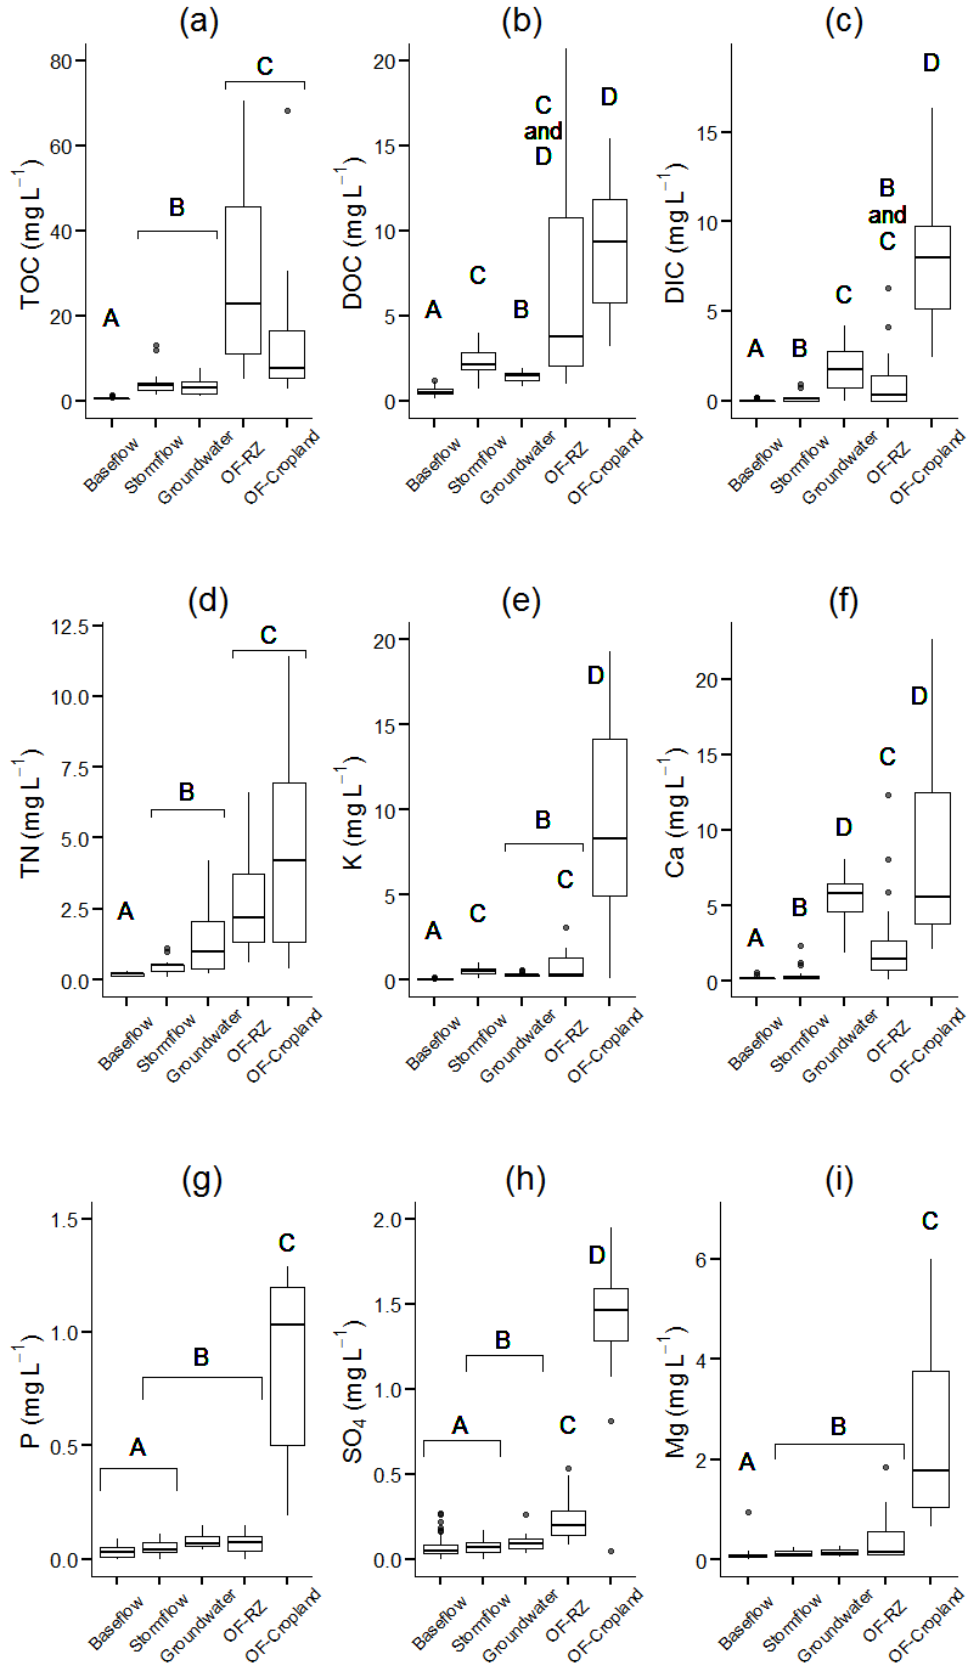 (a)
TOC (mg L⁻¹)
80
60
40
20
0
A
B
C
Baseflow
Stormflow
Groundwater
OF-RZ
OF-Cropland
(b)
DOC (mg L⁻¹)
20
15
10
5
0
A
C
B
C
and
D
D
Baseflow
Stormflow
Groundwater
OF-RZ
OF-Cropland
(c)
DIC (mg L⁻¹)
15
10
5
0
A
B
C
B
and
C
D
Baseflow
Stormflow
Groundwater
OF-RZ
OF-Cropland
(d)
TN (mg L⁻¹)
12.5
10.0
7.5
5.0
2.5
0.0
A
B
C
Baseflow
Stormflow
Groundwater
OF-RZ
OF-Cropland
(e)
K (mg L⁻¹)
20
15
10
5
0
A
C
B
C
D
Baseflow
Stormflow
Groundwater
OF-RZ
OF-Cropland
(f)
Ca (mg L⁻¹)
20
15
10
5
0
A
B
D
C
D
Baseflow
Stormflow
Groundwater
OF-RZ
OF-Cropland
(g)
P (mg L⁻¹)
1.5
1.0
0.5
0.0
A
B
C
Baseflow
Stormflow
Groundwater
OF-RZ
OF-Cropland
(h)
SO₄ (mg L⁻¹)
2.0
1.5
1.0
0.5
0.0
A
B
C
D
Baseflow
Stormflow
Groundwater
OF-RZ
OF-Cropland
(i)
Mg (mg L⁻¹)
6
4
2
0
A
B
C
Baseflow
Stormflow
Groundwater
OF-RZ
OF-Cropland